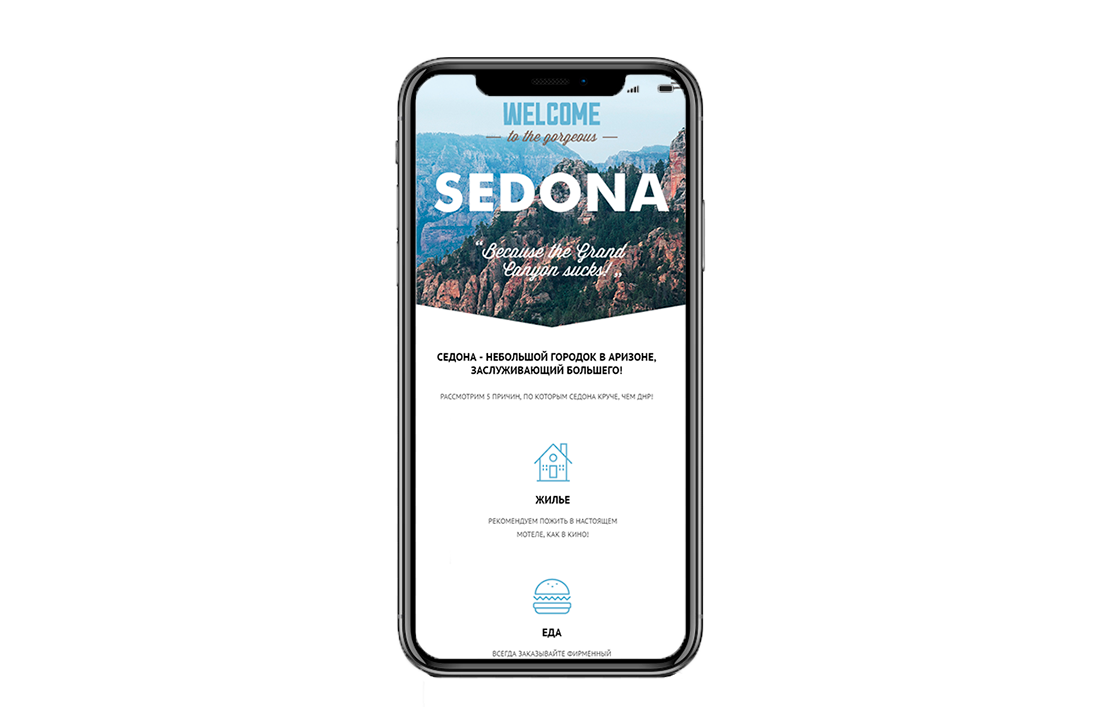 WELCOME
to the gorgeous
SEDONA
“Because the Grand
Canyon sucks!”
СЕДОНА - НЕБОЛЬШОЙ ГОРОДОК В АРИЗОНЕ,
ЗАСЛУЖИВАЮЩИЙ БОЛЬШЕГО!
РАССМОТРИМ 5 ПРИЧИН, ПО КОТОРЫМ СЕДОНА КРУЧЕ, ЧЕМ ДНР!
ЖИЛЬЕ
РЕКОМЕНДУЕМ ПОЖИТЬ В НАСТОЯЩЕМ
МОТЕЛЕ, КАК В КИНО!
ЕДА
ВСЕГДА ЗАКАЗЫВАЙТЕ ФИРМЕННЫЙ